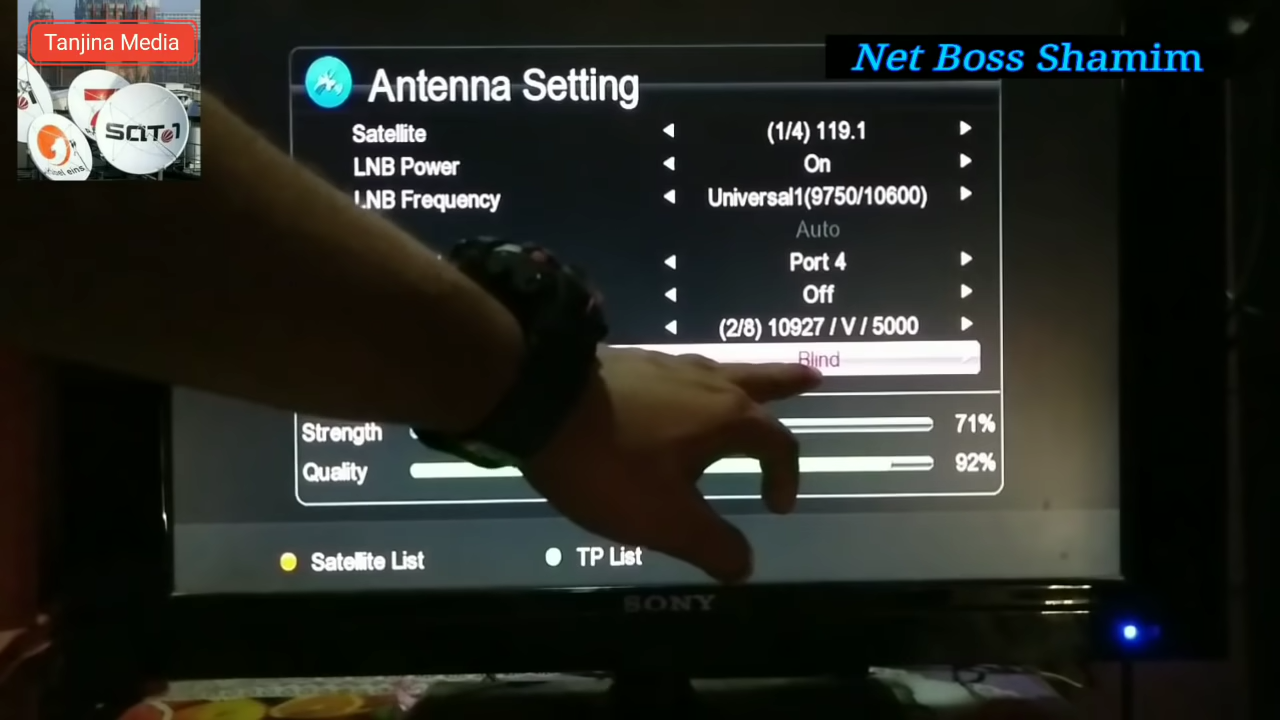 Tanjina Media
SAT.1
Net Boss Shamim
Antenna Setting
Satellite (1/4) 119.1
LNB Power On
LNB Frequency Universal1(9750/10600)
Auto
Port 4
Off
(2/8) 10927 / V / 5000
Blind
Strength 71%
Quality 92%
Satellite List TP List
SONY